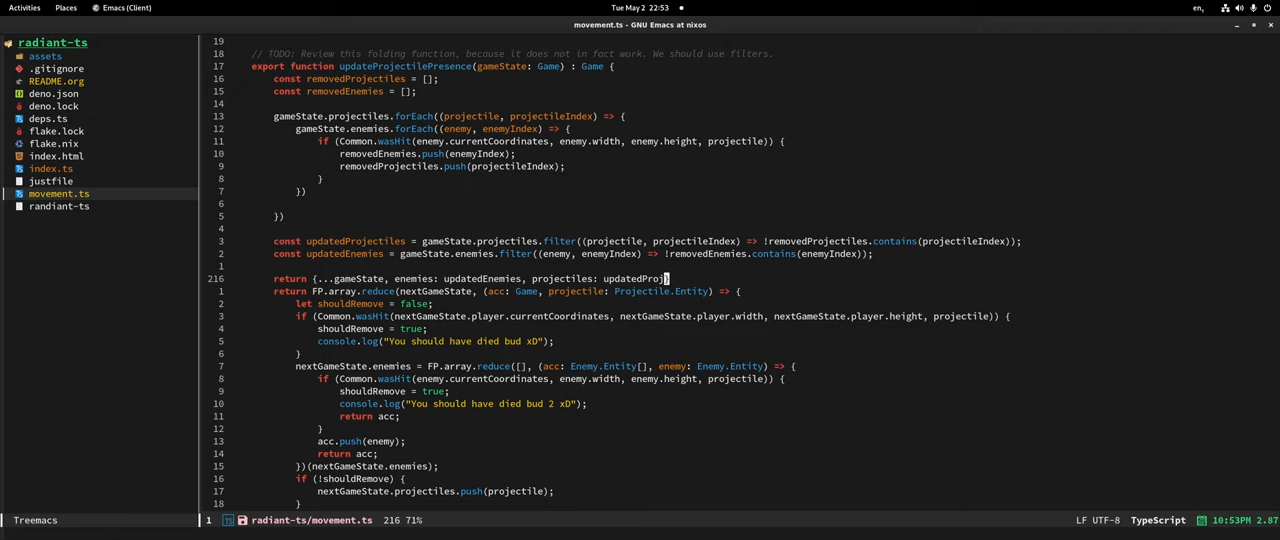 Activities Places Emacs (Client) Tue May 2 22:53 en,
movement.ts - GNU Emacs at nixos
radiant-ts
assets
.gitignore
README.org
deno.json
deno.lock
deps.ts
flake.lock
flake.nix
index.html
index.ts
justfile
movement.ts
randiant-ts
19
18 // TODO: Review this folding function, because it does not in fact work. We should use filters.
17 export function updateProjectilePresence(gameState: Game) : Game {
16 const removedProjectiles = [];
15 const removedEnemies = [];
14
13 gameState.projectiles.forEach((projectile, projectileIndex) => {
12 gameState.enemies.forEach((enemy, enemyIndex) => {
11 if (Common.wasHit(enemy.currentCoordinates, enemy.width, enemy.height, projectile)) {
10 removedEnemies.push(enemyIndex);
9 removedProjectiles.push(projectileIndex);
8 }
7 })
6
5 })
4
3 const updatedProjectiles = gameState.projectiles.filter((projectile, projectileIndex) => !removedProjectiles.contains(projectileIndex));
2 const updatedEnemies = gameState.enemies.filter((enemy, enemyIndex) => !removedEnemies.contains(enemyIndex));
1
216 return {...gameState, enemies: updatedEnemies, projectiles: updatedProj}
1 return FP.array.reduce(nextGameState, (acc: Game, projectile: Projectile.Entity) => {
2 let shouldRemove = false;
3 if (Common.wasHit(nextGameState.player.currentCoordinates, nextGameState.player.width, nextGameState.player.height, projectile)) {
4 shouldRemove = true;
5 console.log("You should have died bud xD");
6 }
7 nextGameState.enemies = FP.array.reduce([], (acc: Enemy.Entity[], enemy: Enemy.Entity) => {
8 if (Common.wasHit(enemy.currentCoordinates, enemy.width, enemy.height, projectile)) {
9 shouldRemove = true;
10 console.log("You should have died bud 2 xD");
11 return acc;
12 }
13 acc.push(enemy);
14 return acc;
15 })(nextGameState.enemies);
16 if (!shouldRemove) {
17 nextGameState.projectiles.push(projectile);
18 }
Treemacs 1 radiant-ts/movement.ts 216 71% LF UTF-8 TypeScript 10:53PM 2.87